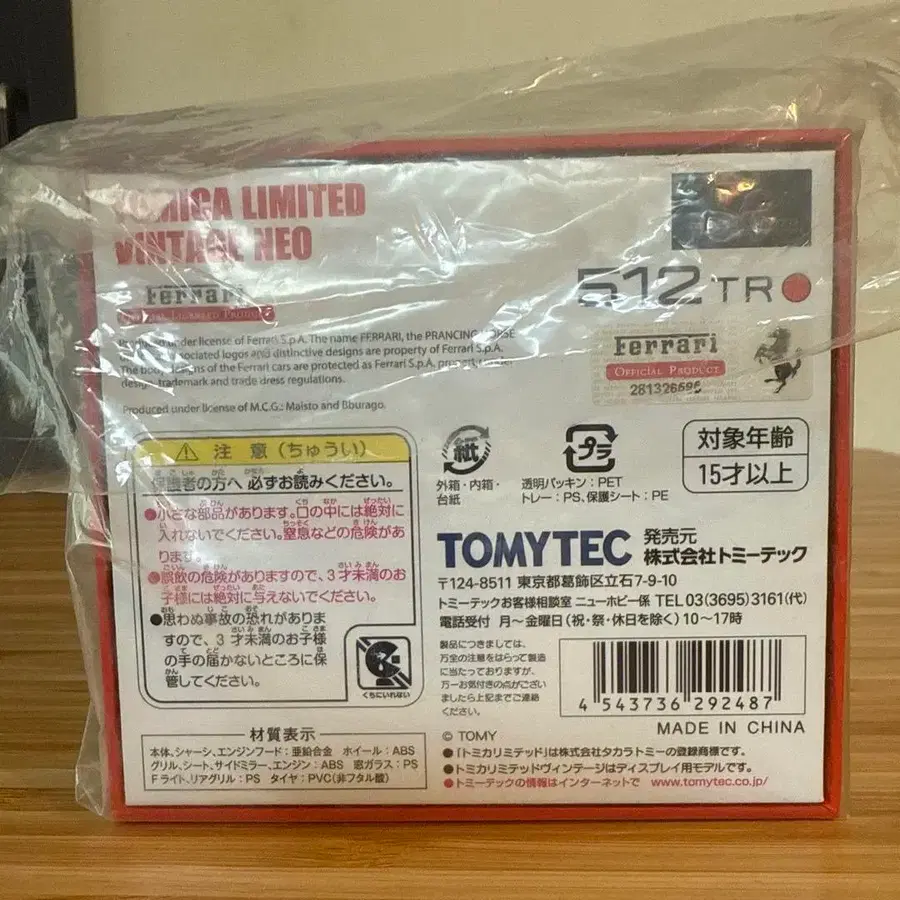 TOMICA LIMITED
VINTAGE NEO
Ferrari
OFFICIAL LICENSED PRODUCT
Produced under license of Ferrari S.p.A. The name FERRARI, the PRANCING HORSE
associated logos and distinctive designs are property of Ferrari S.p.A.
The body designs of the Ferrari cars are protected as Ferrari S.p.A. property under
design, trademark and trade dress regulations.
Produced under license of M.C.G.: Maisto and Bburago.
512 TR
Ferrari
OFFICIAL PRODUCT
281326695
注意(ちゅうい)
保護者の方へ 必ずお読みください。
●小さな部品があります。口の中には絶対に
入れないでください。窒息などの危険があ
ります。
●誤飲の危険がありますので、3才未満のお
子様には絶対に与えないでください。
●思わぬ事故の恐れがありま
すので、3才未満のお子様
の手の届かないところに保
管してください。
くちにいれない
材質表示
本体、シャーシ、エンジンフード:亜鉛合金 ホイール:ABS
グリル、シート、サイドミラー、エンジン:ABS 窓ガラス:PS
Fライト、リアグリル:PS タイヤ:PVC(非フタル酸)
紙
外箱・内箱・
台紙
プラ
透明パッキン:PET
トレー:PS、保護シート:PE
対象年齢
15才以上
TOMYTEC
発売元
株式会社トミーテック
〒124-8511 東京都葛飾区立石7-9-10
トミーテックお客様相談室 ニューホビー係 TEL 03(3695)3161(代)
電話受付 月〜金曜日(祝・祭・休日を除く)10〜17時
製品につきましては、
万全の注意をはらって製造
に当たっておりますが、
万一お気付きの点がござい
ましたら上記までご連絡
ください。
4 543736 292487
MADE IN CHINA
© TOMY
●「トミカリミテッド」は株式会社タカラトミーの登録商標です。
●トミカリミテッドヴィンテージはディスプレイ用モデルです。
●トミーテックの情報はインターネットで www.tomytec.co.jp/